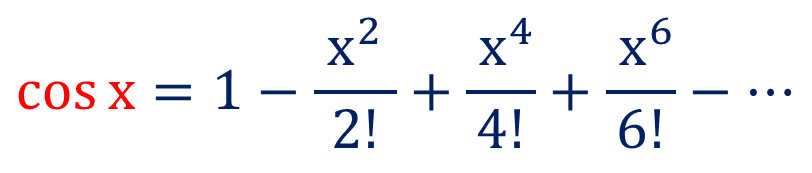 cos x = 1 − x²/2! + x⁴/4! + x⁶/6! − ⋯